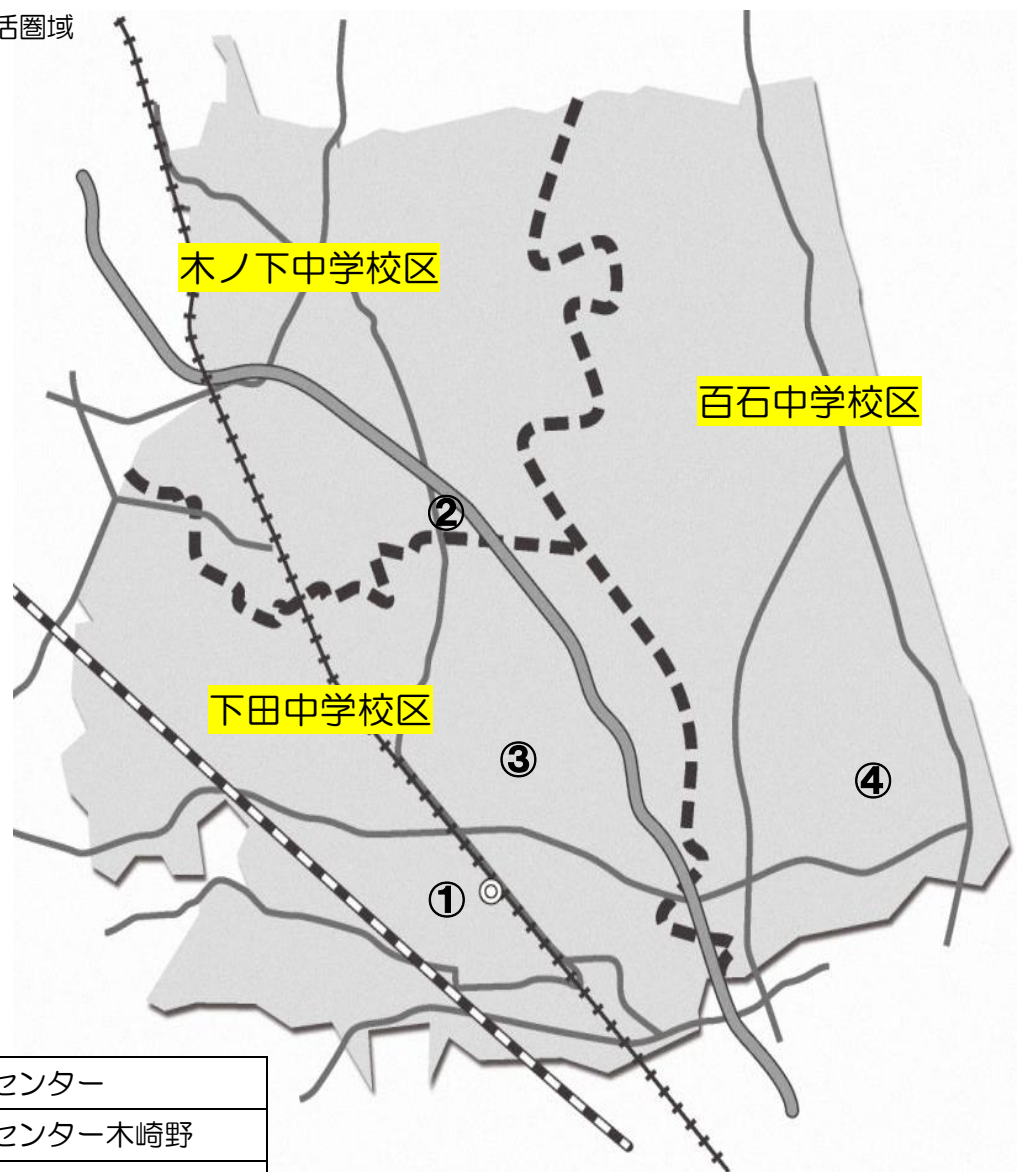 活圏域
木ノ下中学校区
百石中学校区
②
下田中学校区
③
④
①
センター
センター木崎野